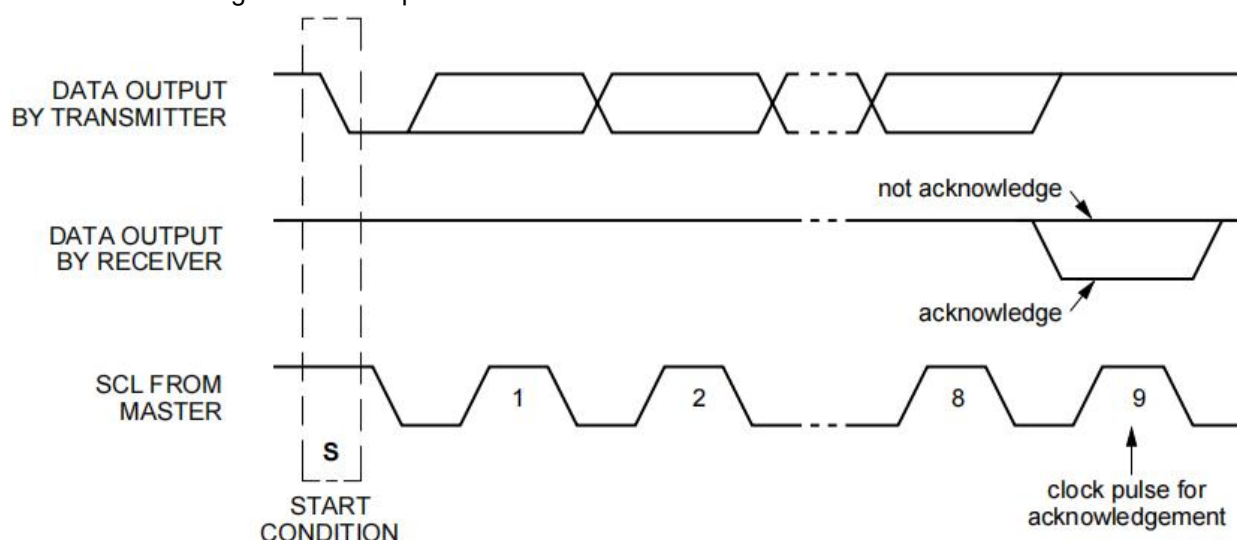 DATA OUTPUT
BY TRANSMITTER
not acknowledge
DATA OUTPUT
BY RECEIVER
acknowledge
SCL FROM
MASTER
1
2
8
9
S
START
CONDITION
clock pulse for
acknowledgement